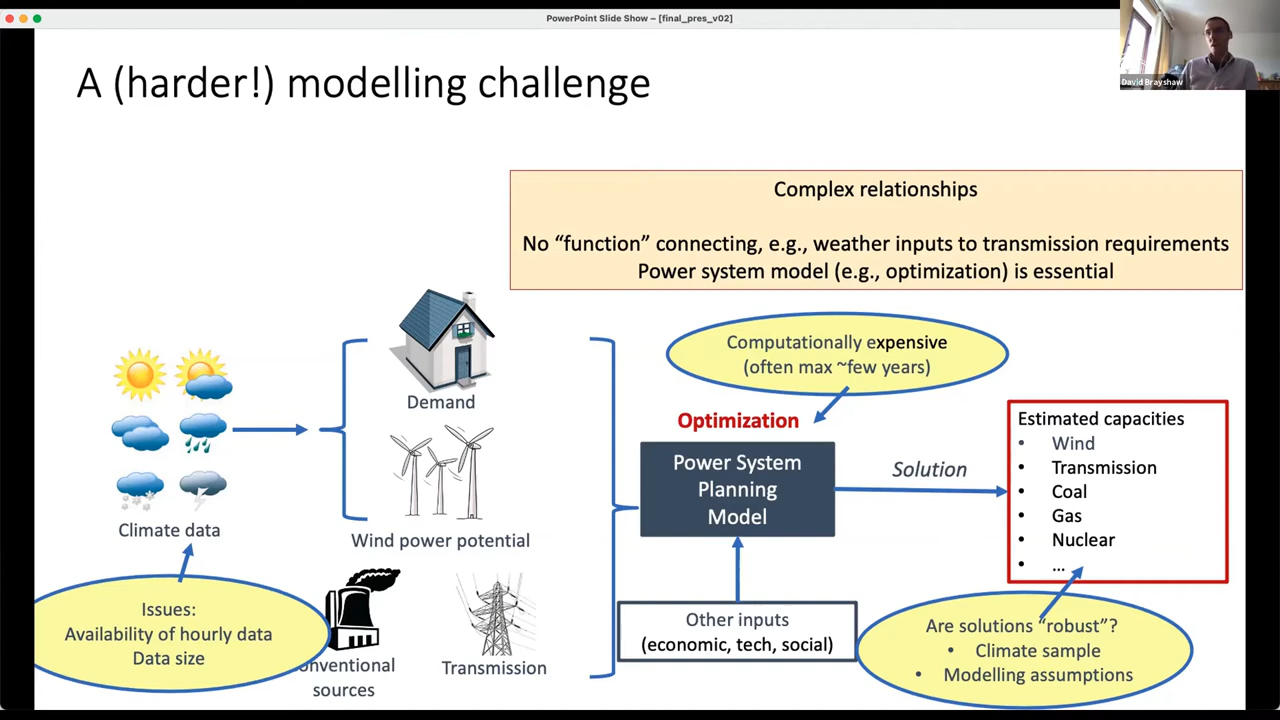 PowerPoint Slide Show – [final_pres_v02]
David Brayshaw
A (harder!) modelling challenge
Complex relationships
No “function” connecting, e.g., weather inputs to transmission requirements
Power system model (e.g., optimization) is essential
Computationally expensive
(often max ~few years)
Demand
Optimization
Power System
Planning
Model
Solution
Estimated capacities
• Wind
• Transmission
• Coal
• Gas
• Nuclear
• ...
Climate data
Wind power potential
Issues:
Availability of hourly data
Data size
onventional
sources
Transmission
Other inputs
(economic, tech, social)
Are solutions “robust”?
• Climate sample
• Modelling assumptions